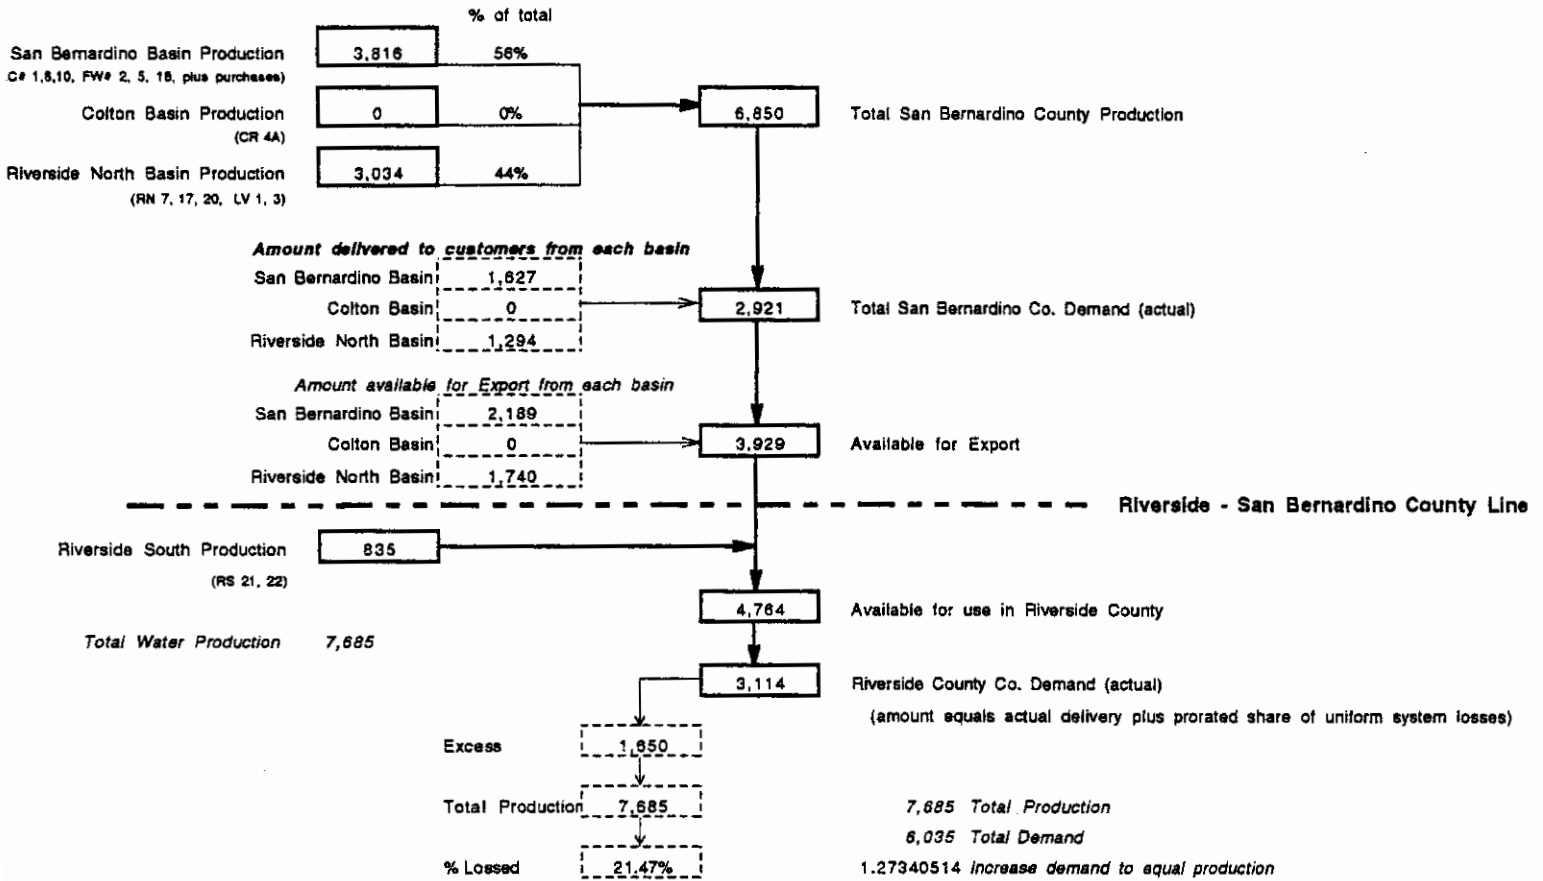 % of total
San Bernardino Basin Production 3,816 56%
C# 1,8,10, FW# 2, 5, 16, plus purchases)
Colton Basin Production 0 0% 6,850 Total San Bernardino County Production
(CR 4A)
Riverside North Basin Production 3,034 44%
(RN 7, 17, 20, LV 1, 3)
Amount delivered to customers from each basin
San Bernardino Basin 1,627
Colton Basin 0 2,921 Total San Bernardino Co. Demand (actual)
Riverside North Basin 1,294
Amount available for Export from each basin
San Bernardino Basin 2,189
Colton Basin 0 3,929 Available for Export
Riverside North Basin 1,740
Riverside - San Bernardino County Line
Riverside South Production 835
(RS 21, 22)
4,764 Available for use in Riverside County
Total Water Production 7,685
3,114 Riverside County Co. Demand (actual)
(amount equals actual delivery plus prorated share of uniform system losses)
Excess 1,650
Total Production 7,685 7,685 Total Production
6,035 Total Demand
% Lossed 21.47% 1.27340514 increase demand to equal production